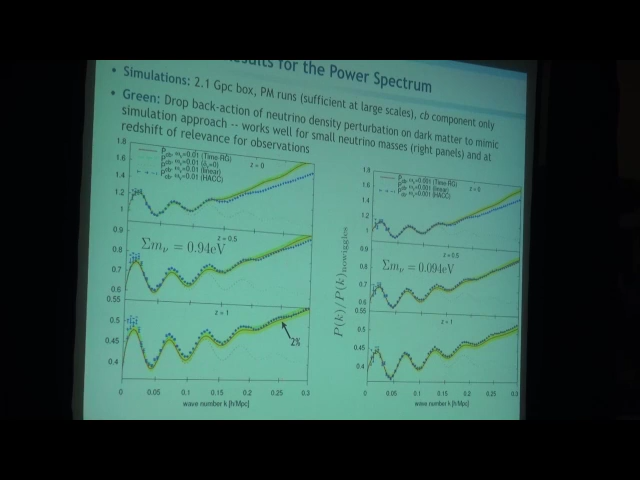 sults for the Power Spectrum
• Simulations: 2.1 Gpc box, PM runs (sufficient at large scales), cb component only
• Green: Drop back-action of neutrino density perturbation on dark matter to mimic
simulation approach -- works well for small neutrino masses (right panels) and at
redshift of relevance for observations
z = 0
z = 0.5
Σmν = 0.94eV
z = 1
2%
wave number k [h/Mpc]
P(k)/P(k)nowiggles
z=0
z=0.5
Σmν = 0.094eV
z = 1
wave number k [h/Mpc]